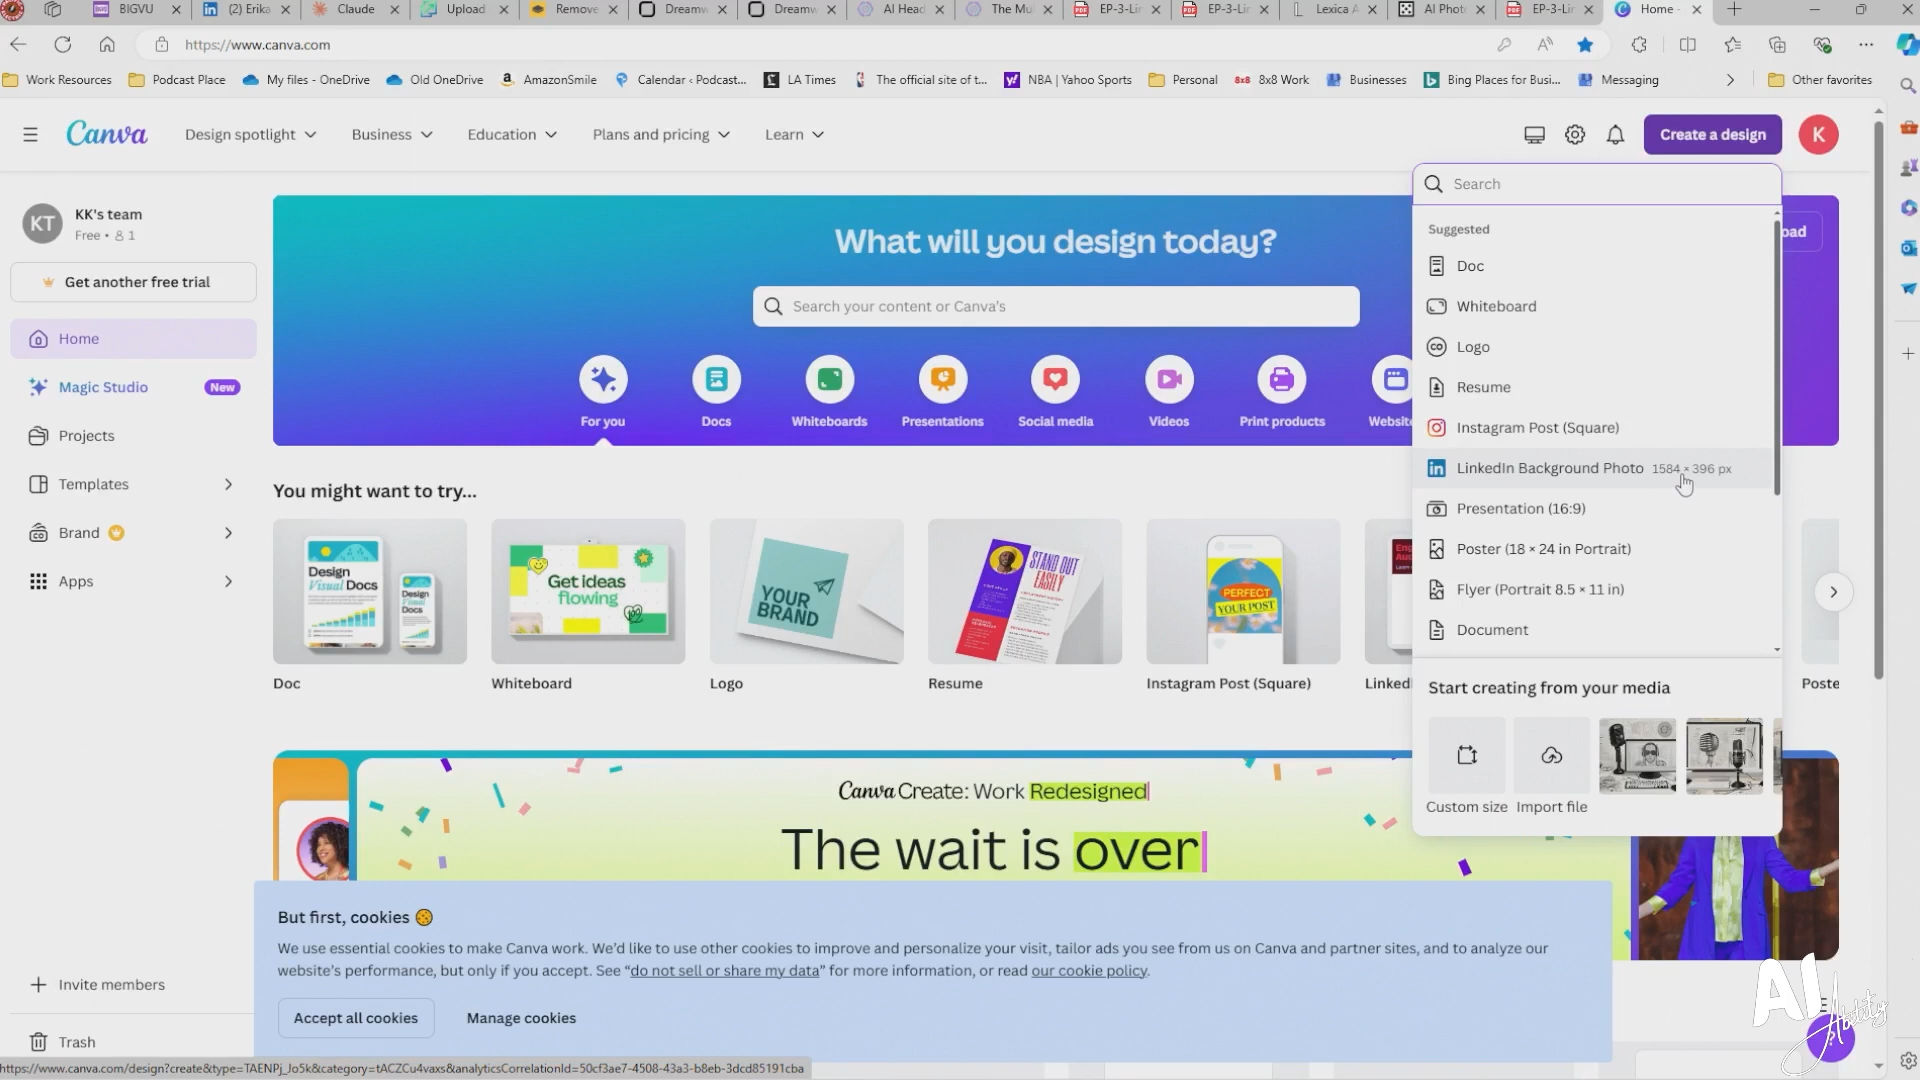 BIGVU
(2) Erika
Claude
Upload
Remove
Dreamw
Dreamw
AI Head
The Mu
EP-3-Lir
EP-3-Lir
Lexica A
AI Phot
EP-3-Lir
Home -
https://www.canva.com
Work Resources
Podcast Place
My files - OneDrive
Old OneDrive
AmazonSmile
Calendar ‹ Podcast...
LA Times
The official site of t...
NBA | Yahoo Sports
Personal
8x8 Work
Businesses
Bing Places for Busi...
Messaging
Other favorites
Canva
Design spotlight
Business
Education
Plans and pricing
Learn
Create a design
K
KT
KK's team
Free • 1
Get another free trial
Home
Magic Studio
New
Projects
Templates
Brand
Apps
Invite members
Trash
What will you design today?
Search your content or Canva's
For you
Docs
Whiteboards
Presentations
Social media
Videos
Print products
Website
oad
Search
Suggested
Doc
Whiteboard
Logo
Resume
Instagram Post (Square)
LinkedIn Background Photo 1584 × 396 px
Presentation (16:9)
Poster (18 × 24 in Portrait)
Flyer (Portrait 8.5 × 11 in)
Document
Start creating from your media
Custom size
Import file
You might want to try...
Design
Visual Docs
Design
Visual
Docs
Get ideas
flowing
YOUR
BRAND
STAND OUT
EASILY
PERFECT
YOUR POST
Doc
Whiteboard
Logo
Resume
Instagram Post (Square)
LinkedI
Poste
Canva Create: Work Redesigned
The wait is over
But first, cookies
We use essential cookies to make Canva work. We'd like to use other cookies to improve and personalize your visit, tailor ads you see from us on Canva and partner sites, and to analyze our
website's performance, but only if you accept. See "do not sell or share my data" for more information, or read our cookie policy.
Accept all cookies
Manage cookies
AI
Ability
https://www.canva.com/design?create&type=TAENPj_Jo5k&category=tACZCu4vaxs&analyticsCorrelationId=50cf3ae7-4508-43a3-b8eb-3dcd85191cba